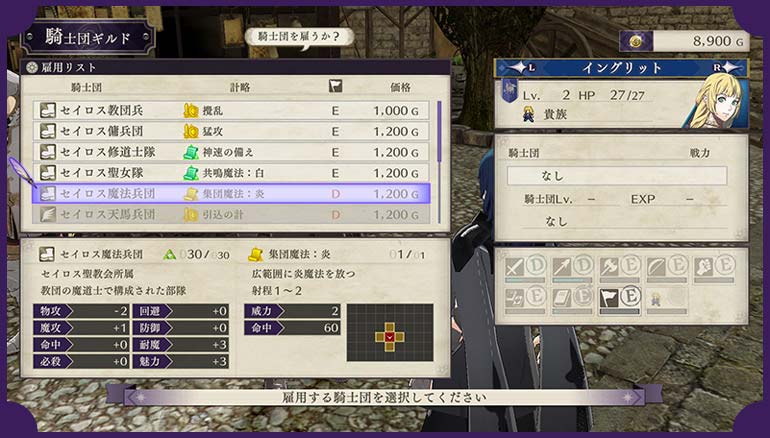 騎士団ギルド
騎士団を雇うか？
8,900 G
雇用リスト
騎士団 計略 価格
セイロス教団兵 攪乱 E 1,000 G
セイロス傭兵団 猛攻 E 1,200 G
セイロス修道士隊 神速の備え E 1,200 G
セイロス聖女隊 共鳴魔法：白 E 1,200 G
セイロス魔法兵団 集団魔法：炎 D 1,200 G
セイロス天馬兵団 引込の計 D 1,200 G
L イングリット R
Lv. 2 HP 27/27
貴族
騎士団 戦力
なし
騎士団Lv. － EXP －
なし
D D E E E
E E E
セイロス魔法兵団 030/030
セイロス聖教会所属
教団の魔道士で構成された部隊
物攻 -2 回避 +0
魔攻 +1 防御 +0
命中 +0 耐魔 +3
必殺 +0 魅力 +3
集団魔法：炎 01/01
広範囲に炎魔法を放つ
射程１～２
威力 2
命中 60
雇用する騎士団を選択してください